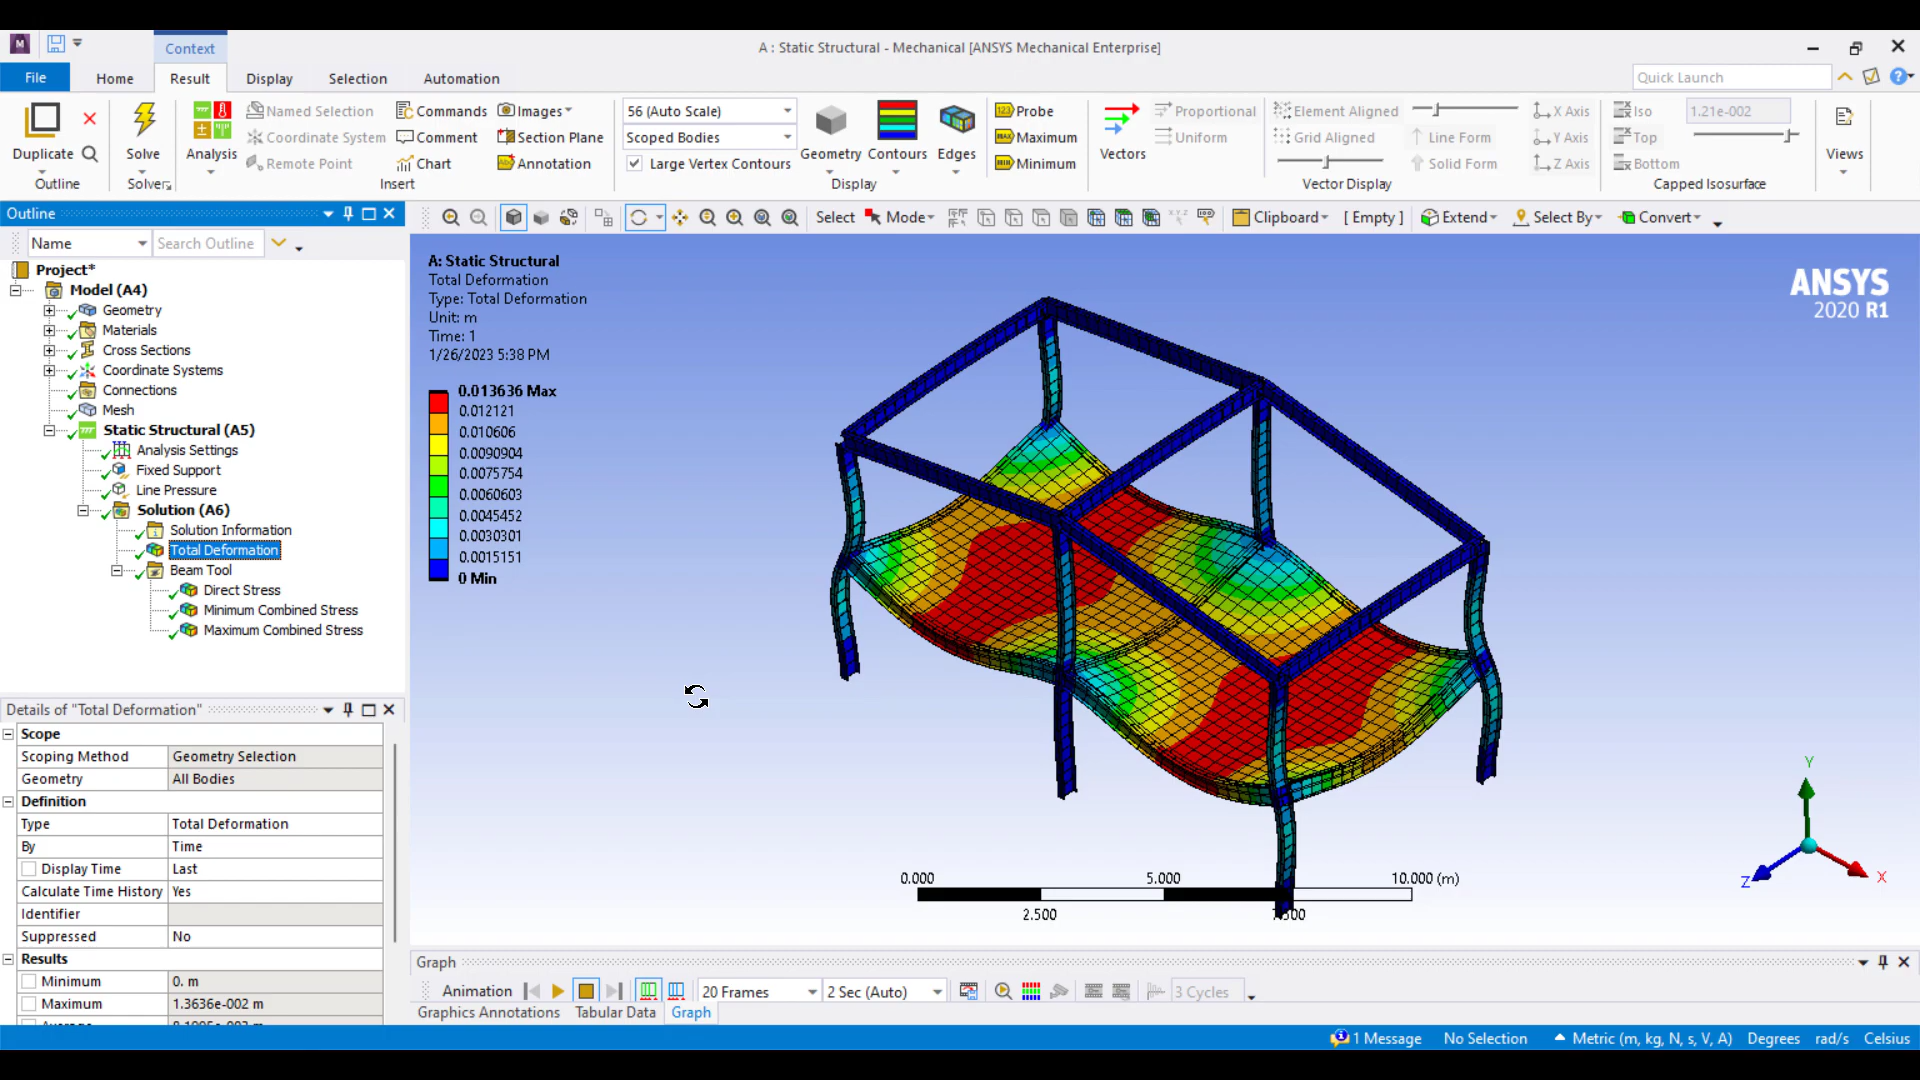 Context
A : Static Structural - Mechanical [ANSYS Mechanical Enterprise]
File Home Result Display Selection Automation
Quick Launch
Duplicate
Outline
Solve
Solver
Analysis
Named Selection
Coordinate System
Remote Point
Commands
Comment
Chart
Images
Section Plane
Annotation
Insert
56 (Auto Scale)
Scoped Bodies
Large Vertex Contours
Geometry
Contours
Edges
Display
Probe
Maximum
Minimum
Vectors
Proportional
Uniform
Element Aligned
Grid Aligned
Line Form
Solid Form
X Axis
Y Axis
Z Axis
Vector Display
Iso
Top
Bottom
1.21e-002
Capped Isosurface
Views
Outline
Name
Search Outline
Project*
Model (A4)
Geometry
Materials
Cross Sections
Coordinate Systems
Connections
Mesh
Static Structural (A5)
Analysis Settings
Fixed Support
Line Pressure
Solution (A6)
Solution Information
Total Deformation
Beam Tool
Direct Stress
Minimum Combined Stress
Maximum Combined Stress
Select Mode Clipboard [ Empty ] Extend Select By Convert
A: Static Structural
Total Deformation
Type: Total Deformation
Unit: m
Time: 1
1/26/2023 5:38 PM
0.013636 Max
0.012121
0.010606
0.0090904
0.0075754
0.0060603
0.0045452
0.0030301
0.0015151
0 Min
ANSYS
2020 R1
Y
Z
X
0.000 5.000 10.000 (m)
2.500
Details of "Total Deformation"
Scope
Scoping Method Geometry Selection
Geometry All Bodies
Definition
Type Total Deformation
By Time
Display Time Last
Calculate Time History Yes
Identifier
Suppressed No
Results
Minimum 0. m
Maximum 1.3636e-002 m
Graph
Animation 20 Frames 2 Sec (Auto) 3 Cycles
Graphics Annotations Tabular Data Graph
1 Message No Selection Metric (m, kg, N, s, V, A) Degrees rad/s Celsius